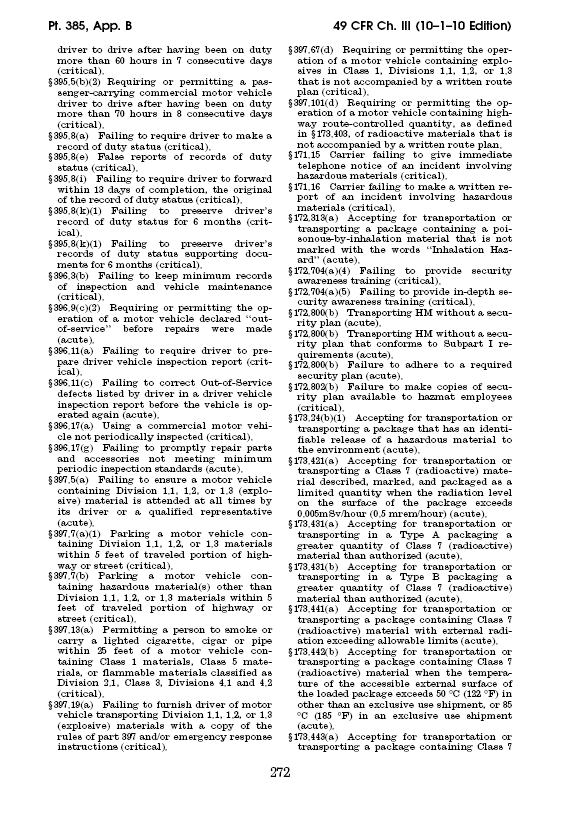 Pt. 385, App. B
49 CFR Ch. III (10–1–10 Edition)
driver to drive after having been on duty
more than 60 hours in 7 consecutive days
(critical).
§395.5(b)(2) Requiring or permitting a pas-
senger-carrying commercial motor vehicle
driver to drive after having been on duty
more than 70 hours in 8 consecutive days
(critical).
§395.8(a) Failing to require driver to make a
record of duty status (critical).
§395.8(e) False reports of records of duty
status (critical).
§395.8(i) Failing to require driver to forward
within 13 days of completion, the original
of the record of duty status (critical).
§395.8(k)(1) Failing to preserve driver's
record of duty status for 6 months (crit-
ical).
§395.8(k)(1) Failing to preserve driver's
records of duty status supporting docu-
ments for 6 months (critical).
§396.3(b) Failing to keep minimum records
of inspection and vehicle maintenance
(critical).
§396.9(c)(2) Requiring or permitting the op-
eration of a motor vehicle declared ‘‘out-
of-service’’ before repairs were made
(acute).
§396.11(a) Failing to require driver to pre-
pare driver vehicle inspection report (crit-
ical).
§396.11(c) Failing to correct Out-of-Service
defects listed by driver in a driver vehicle
inspection report before the vehicle is op-
erated again (acute).
§396.17(a) Using a commercial motor vehi-
cle not periodically inspected (critical).
§396.17(g) Failing to promptly repair parts
and accessories not meeting minimum
periodic inspection standards (acute).
§397.5(a) Failing to ensure a motor vehicle
containing Division 1.1, 1.2, or 1.3 (explo-
sive) material is attended at all times by
its driver or a qualified representative
(acute).
§397.7(a)(1) Parking a motor vehicle con-
taining Division 1.1, 1.2, or 1.3 materials
within 5 feet of traveled portion of high-
way or street (critical).
§397.7(b) Parking a motor vehicle con-
taining hazardous material(s) other than
Division 1.1, 1.2, or 1.3 materials within 5
feet of traveled portion of highway or
street (critical).
§397.13(a) Permitting a person to smoke or
carry a lighted cigarette, cigar or pipe
within 25 feet of a motor vehicle con-
taining Class 1 materials, Class 5 mate-
rials, or flammable materials classified as
Division 2.1, Class 3, Divisions 4.1 and 4.2
(critical).
§397.19(a) Failing to furnish driver of motor
vehicle transporting Division 1.1, 1.2, or 1.3
(explosive) materials with a copy of the
rules of part 397 and/or emergency response
instructions (critical).
§397.67(d) Requiring or permitting the oper-
ation of a motor vehicle containing explo-
sives in Class 1, Divisions 1.1, 1.2, or 1.3
that is not accompanied by a written route
plan (critical).
§397.101(d) Requiring or permitting the op-
eration of a motor vehicle containing high-
way route-controlled quantity, as defined
in §173.403, of radioactive materials that is
not accompanied by a written route plan.
§171.15 Carrier failing to give immediate
telephone notice of an incident involving
hazardous materials (critical).
§171.16 Carrier failing to make a written re-
port of an incident involving hazardous
materials (critical).
§172.313(a) Accepting for transportation or
transporting a package containing a poi-
sonous-by-inhalation material that is not
marked with the words ‘‘Inhalation Haz-
ard’’ (acute).
§172.704(a)(4) Failing to provide security
awareness training (critical).
§172.704(a)(5) Failing to provide in-depth se-
curity awareness training (critical).
§172.800(b) Transporting HM without a secu-
rity plan (acute).
§172.800(b) Transporting HM without a secu-
rity plan that conforms to Subpart I re-
quirements (acute).
§172.800(b) Failure to adhere to a required
security plan (acute).
§172.802(b) Failure to make copies of secu-
rity plan available to hazmat employees
(critical).
§173.24(b)(1) Accepting for transportation or
transporting a package that has an identi-
fiable release of a hazardous material to
the environment (acute).
§173.421(a) Accepting for transportation or
transporting a Class 7 (radioactive) mate-
rial described, marked, and packaged as a
limited quantity when the radiation level
on the surface of the package exceeds
0.005mSv/hour (0.5 mrem/hour) (acute).
§173.431(a) Accepting for transportation or
transporting in a Type A packaging a
greater quantity of Class 7 (radioactive)
material than authorized (acute).
§173.431(b) Accepting for transportation or
transporting in a Type B packaging a
greater quantity of Class 7 (radioactive)
material than authorized (acute).
§173.441(a) Accepting for transportation or
transporting a package containing Class 7
(radioactive) material with external radi-
ation exceeding allowable limits (acute).
§173.442(b) Accepting for transportation or
transporting a package containing Class 7
(radioactive) material when the tempera-
ture of the accessible external surface of
the loaded package exceeds 50 °C (122 °F) in
other than an exclusive use shipment, or 85
°C (185 °F) in an exclusive use shipment
(acute).
§173.443(a) Accepting for transportation or
transporting a package containing Class 7
272